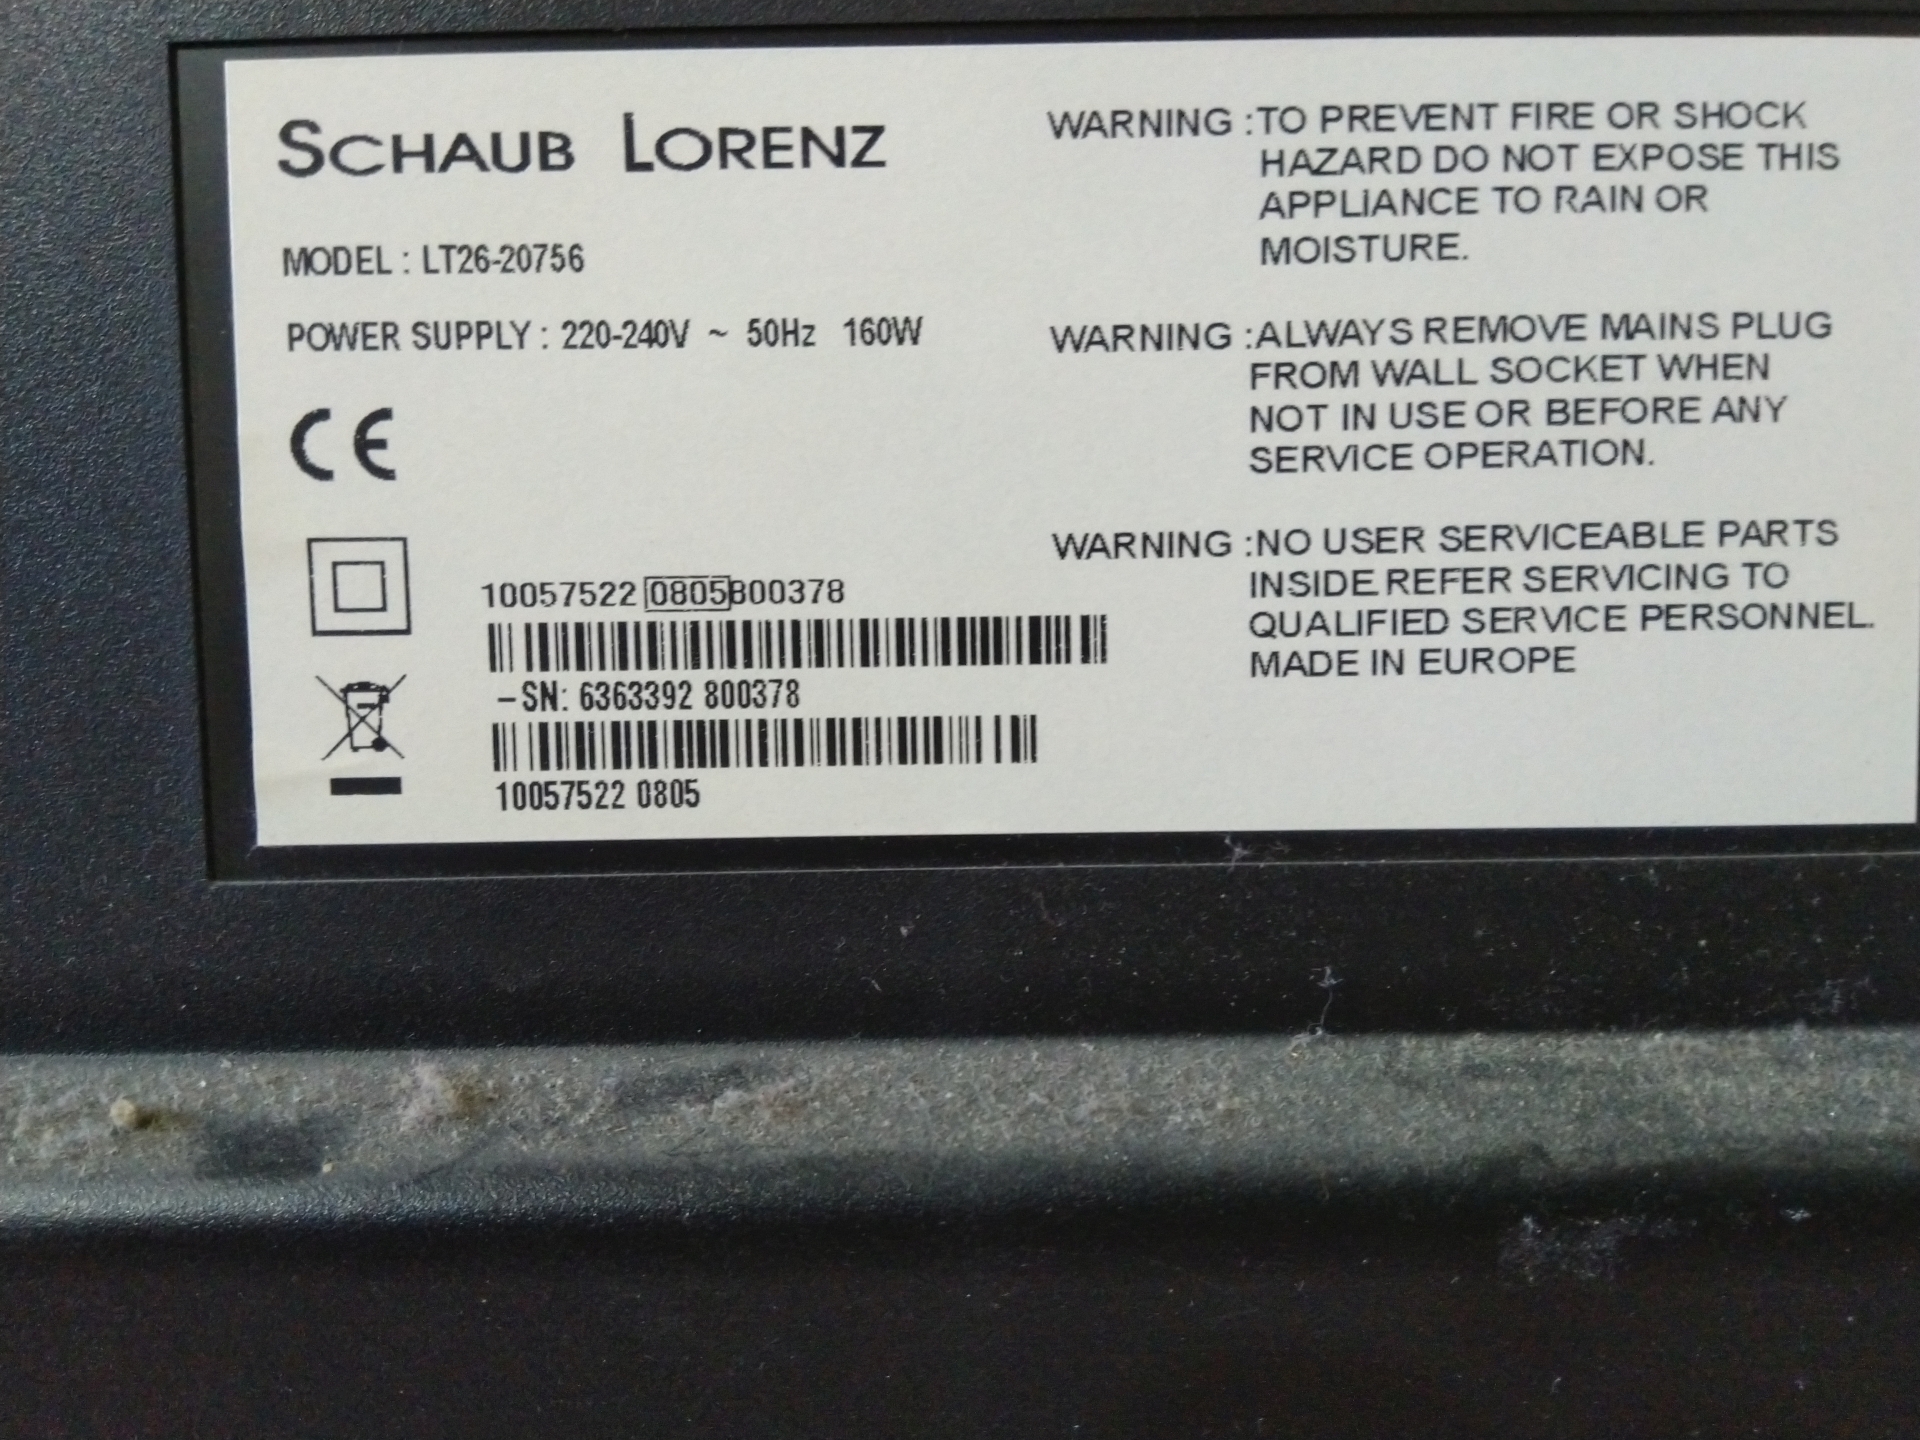 SCHAUB LORENZ
MODEL : LT26-20756
POWER SUPPLY : 220-240V ~ 50Hz 160W
CE
10057522 0805800378
–SN: 6363392 800378
10057522 0805
WARNING :TO PREVENT FIRE OR SHOCK
HAZARD DO NOT EXPOSE THIS
APPLIANCE TO RAIN OR
MOISTURE.
WARNING :ALWAYS REMOVE MAINS PLUG
FROM WALL SOCKET WHEN
NOT IN USE OR BEFORE ANY
SERVICE OPERATION.
WARNING :NO USER SERVICEABLE PARTS
INSIDE.REFER SERVICING TO
QUALIFIED SERVICE PERSONNEL.
MADE IN EUROPE